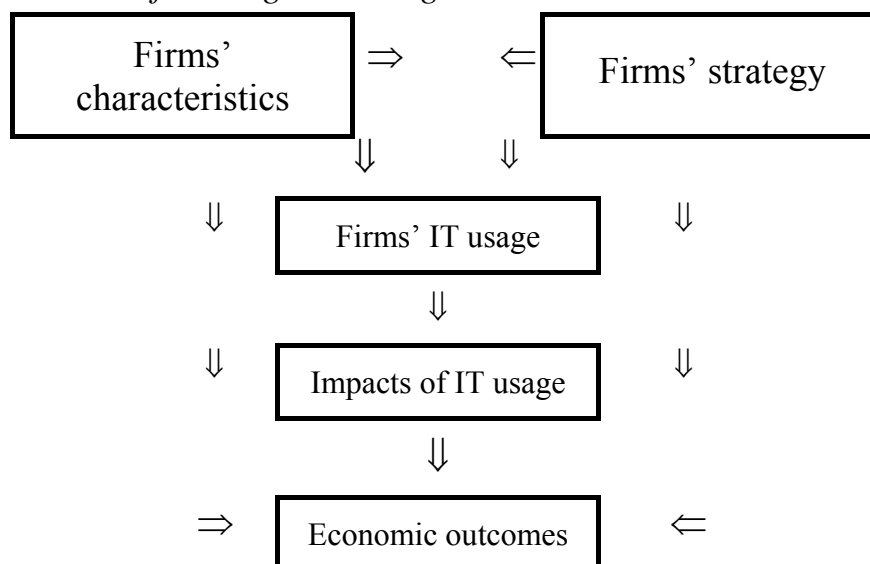 Firms’
characteristics
⇒ ⇐
Firms’ strategy
⇓ ⇓
⇓ Firms’ IT usage ⇓
⇓
⇓ Impacts of IT usage ⇓
⇓
⇒ Economic outcomes ⇐